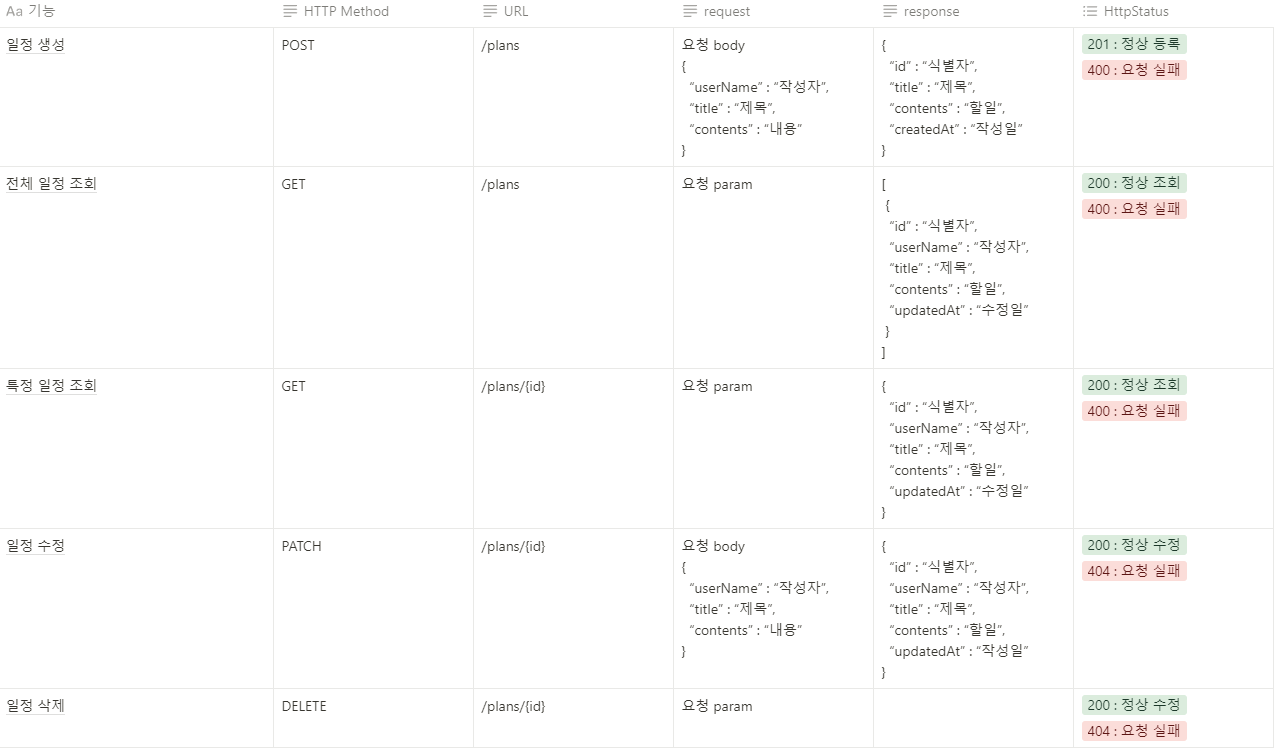 Aa 기능 HTTP Method URL request response HttpStatus
일정 생성 POST /plans 요청 body
{
“userName” : “작성자”,
“title” : “제목”,
“contents” : “내용”
}
{
“id” : “식별자”,
“title” : “제목”,
“contents” : “할일”,
“createdAt” : “작성일”
}
201 : 정상 등록
400 : 요청 실패
전체 일정 조회 GET /plans 요청 param
[
{
“id” : “식별자”,
“userName” : “작성자”,
“title” : “제목”,
“contents” : “할일”,
“updatedAt” : “수정일”
}
]
200 : 정상 조회
400 : 요청 실패
특정 일정 조회 GET /plans/{id} 요청 param
{
“id” : “식별자”,
“userName” : “작성자”,
“title” : “제목”,
“contents” : “할일”,
“updatedAt” : “수정일”
}
200 : 정상 조회
400 : 요청 실패
일정 수정 PATCH /plans/{id} 요청 body
{
“userName” : “작성자”,
“title” : “제목”,
“contents” : “내용”
}
{
“id” : “식별자”,
“userName” : “작성자”,
“title” : “제목”,
“contents” : “할일”,
“updatedAt” : “작성일”
}
200 : 정상 수정
404 : 요청 실패
일정 삭제 DELETE /plans/{id} 요청 param
200 : 정상 수정
404 : 요청 실패